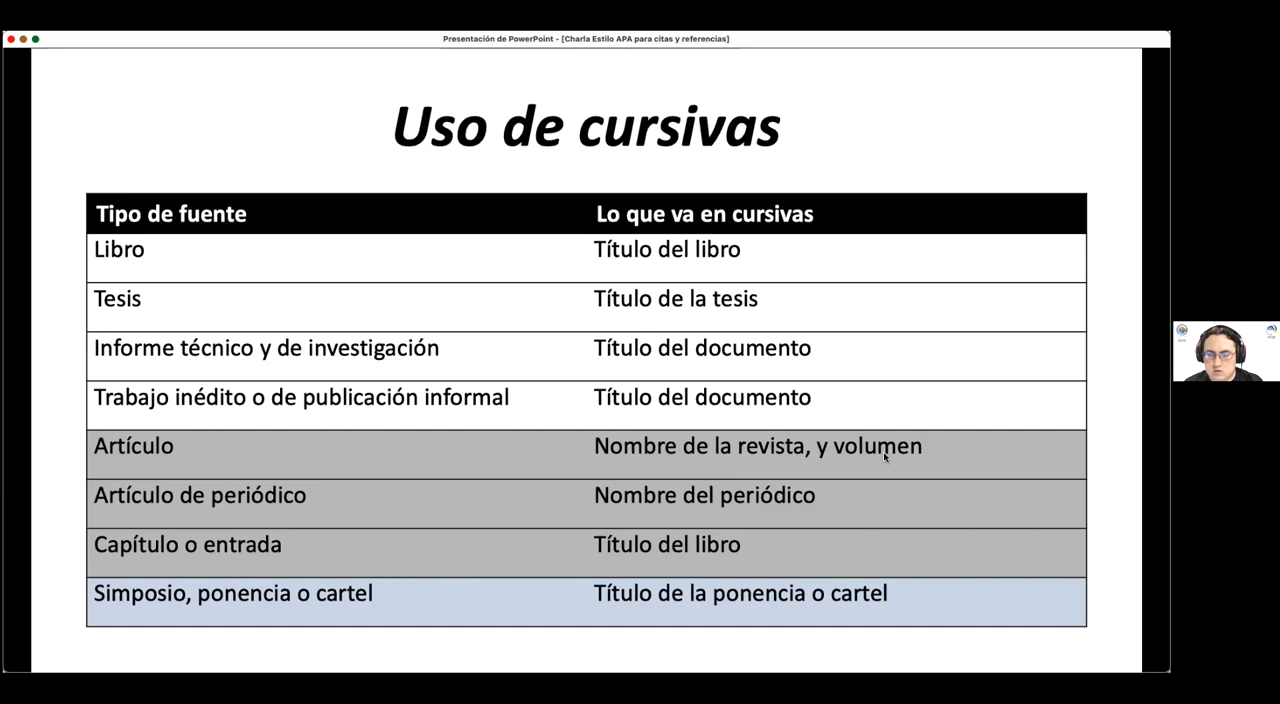 Presentación de PowerPoint - [Charla Estilo APA para citas y referencias]
Uso de cursivas
Tipo de fuente Lo que va en cursivas
Libro Título del libro
Tesis Título de la tesis
Informe técnico y de investigación Título del documento
Trabajo inédito o de publicación informal Título del documento
Artículo Nombre de la revista, y volumen
Artículo de periódico Nombre del periódico
Capítulo o entrada Título del libro
Simposio, ponencia o cartel Título de la ponencia o cartel